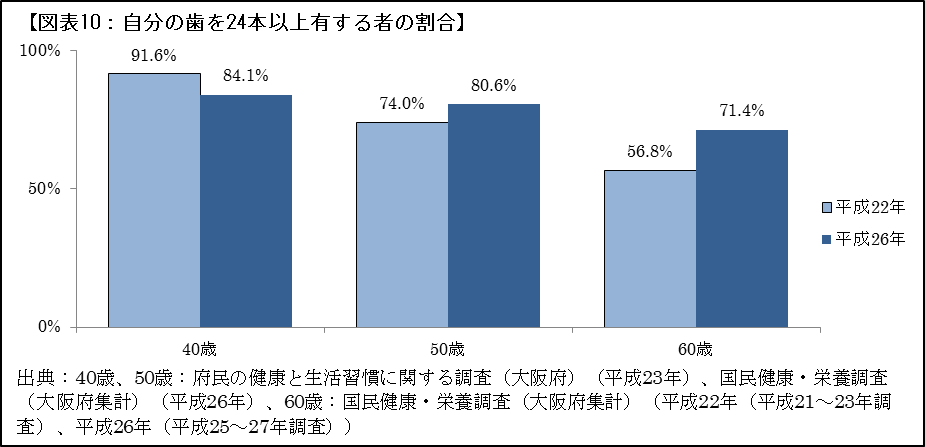 【図表10：自分の歯を24本以上有する者の割合】
100%
50%
0%
91.6%
84.1%
74.0%
80.6%
56.8%
71.4%
平成22年
平成26年
40歳
50歳
60歳
出典：40歳、50歳：府民の健康と生活習慣に関する調査（大阪府）（平成23年）、国民健康・栄養調査
（大阪府集計）（平成26年）、60歳：国民健康・栄養調査（大阪府集計）（平成22年（平成21～23年調
査）、平成26年（平成25～27年調査））